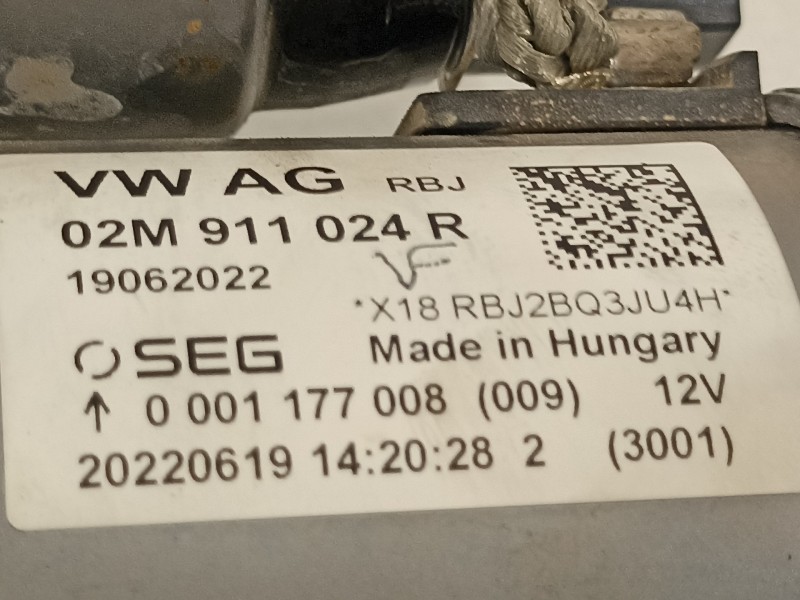 VW AG RBJ
02M 911 024 R
19062022
*X18 RBJ2BQ3JU4H*
SEG Made in Hungary
↑ 0 001 177 008 (009) 12V
20220619 14:20:28 2 (3001)